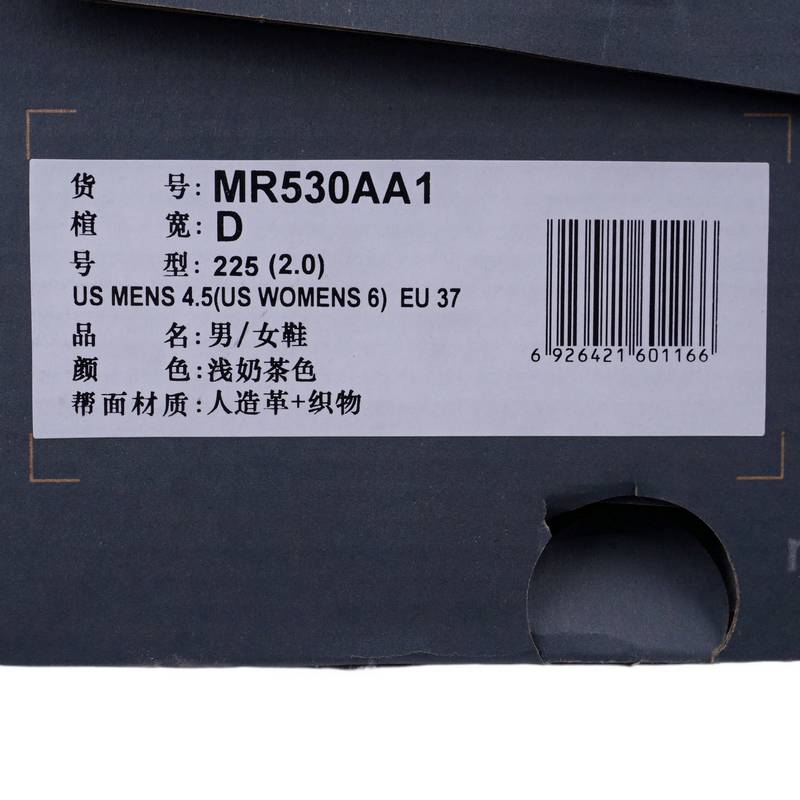 货 号: MR530AA1
楦 宽: D
号 型: 225 (2.0)
US MENS 4.5(US WOMENS 6) EU 37
品 名: 男/女鞋
颜 色: 浅奶茶色
帮面材质: 人造革+织物
6 926421 601166